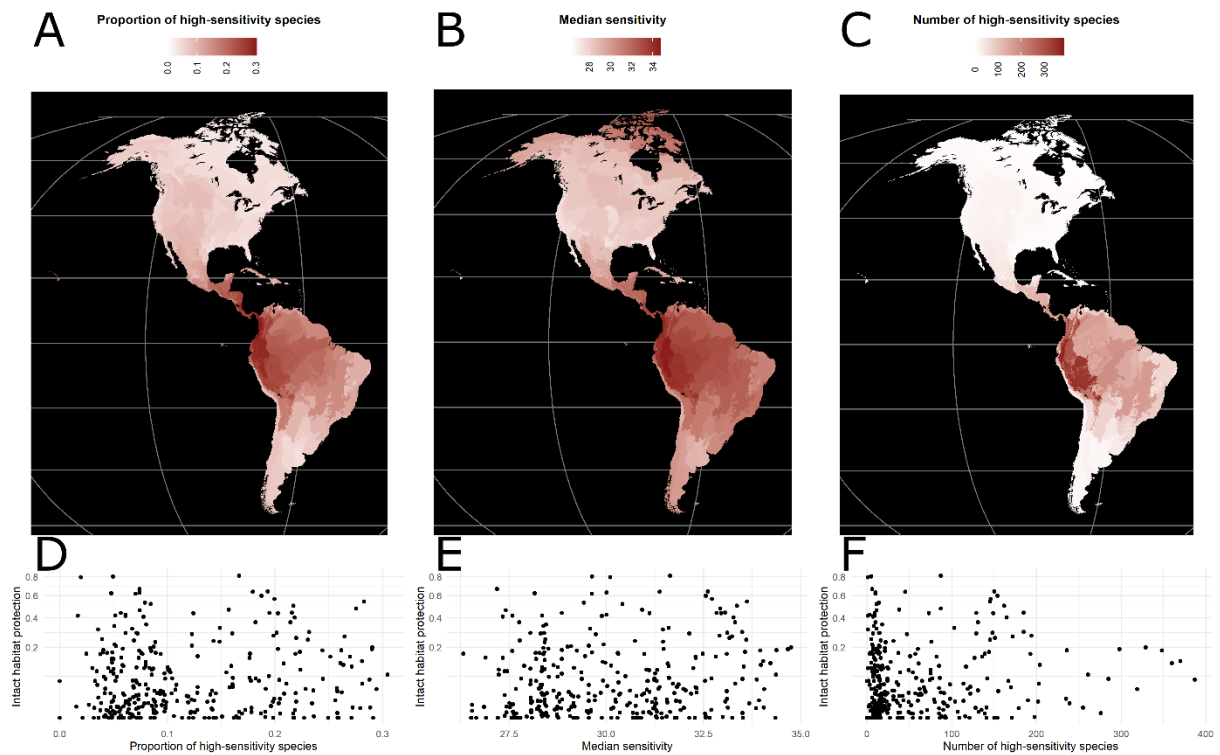 A
Proportion of high-sensitivity species
0.0 0.1 0.2 0.3
B
Median sensitivity
28 30 32 34
C
Number of high-sensitivity species
0 100 200 300
D
Intact habitat protection
0.8
0.6
0.4
0.2
0.0 0.1 0.2 0.3
Proportion of high-sensitivity species
E
Intact habitat protection
0.8
0.6
0.4
0.2
27.5 30.0 32.5 35.0
Median sensitivity
F
Intact habitat protection
0.8
0.6
0.4
0.2
0 100 200 300 400
Number of high-sensitivity species